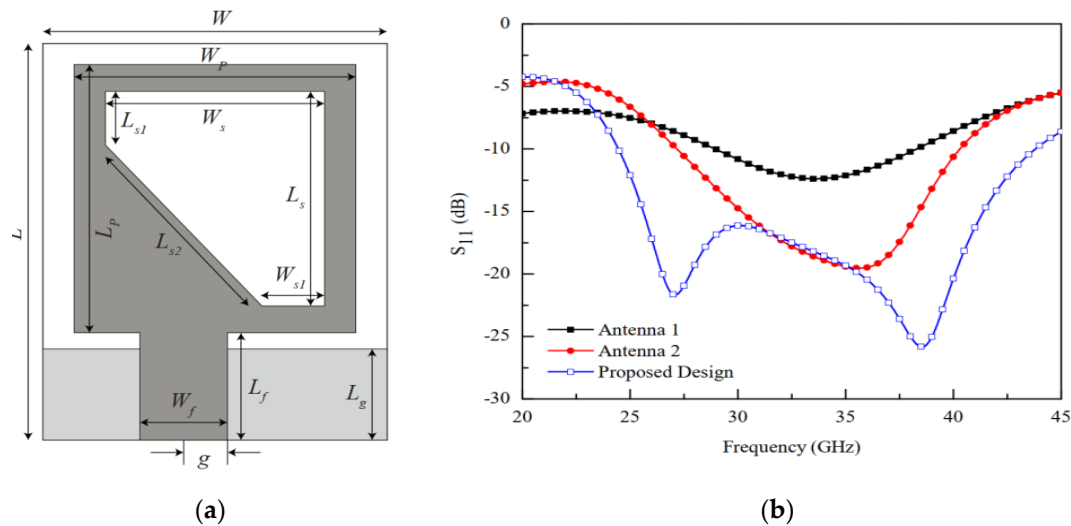 W
W_P
W_s
L_s1
L_s
L
L_P
L_s2
W_s1
W_f
L_f
L_g
g
(a)
0
-5
-10
-15
-20
-25
-30
S_11 (dB)
Antenna 1
Antenna 2
Proposed Design
20 25 30 35 40 45
Frequency (GHz)
(b)